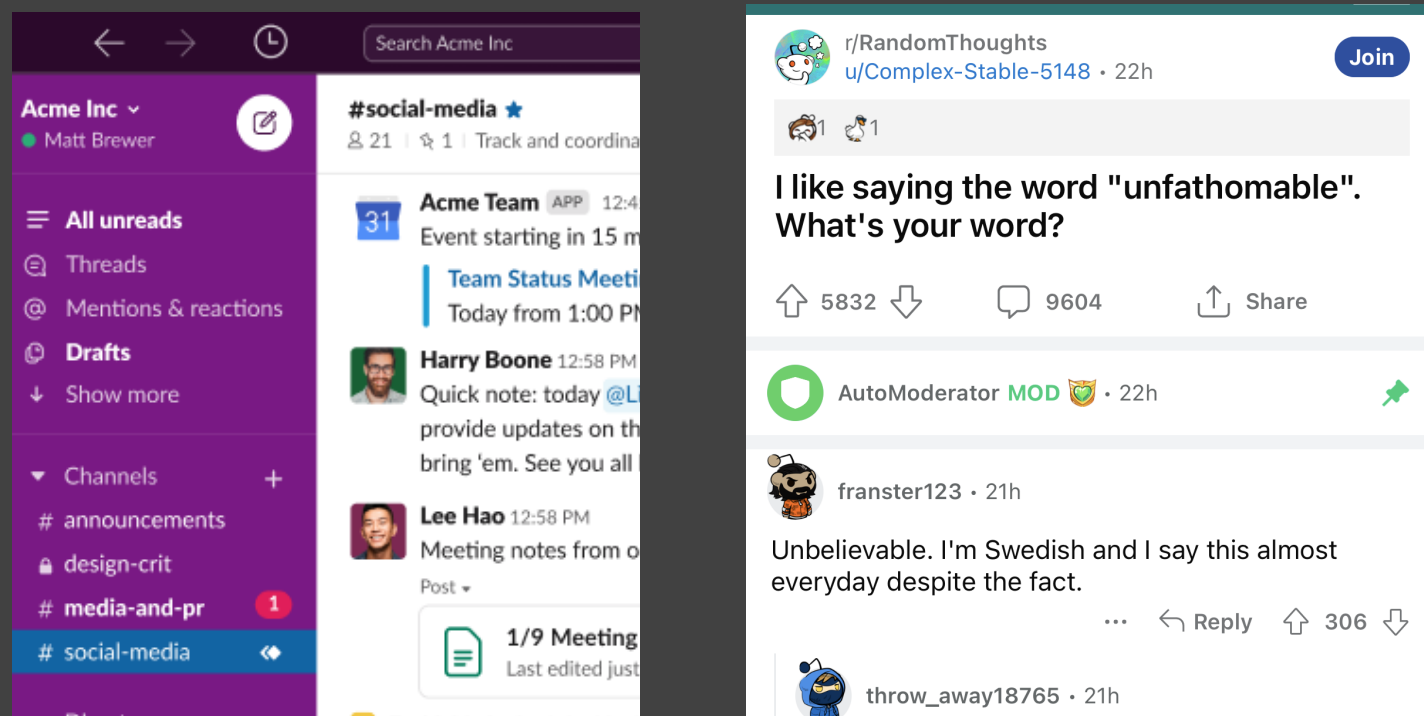 Search Acme Inc
Acme Inc
Matt Brewer
All unreads
Threads
Mentions & reactions
Drafts
Show more
Channels
# announcements
design-crit
# media-and-pr 1
# social-media
#social-media
21 1 Track and
31
Acme Team APP
Event starting in 15
Team Status
Today from 1:00
Harry Boone 12:58 PM
Quick note: today
provide updates on
bring ‘em. See you all
Lee Hao 12:58 PM
Meeting notes from
Post
1/9 Meeting
Last edited just
r/RandomThoughts
u/Complex-Stable-5148 • 22h
Join
1 1
I like saying the word "unfathomable".
What's your word?
5832 9604 Share
AutoModerator MOD • 22h
franster123 • 21h
Unbelievable. I'm Swedish and I say this almost
everyday despite the fact.
... Reply 306
throw_away18765 • 21h